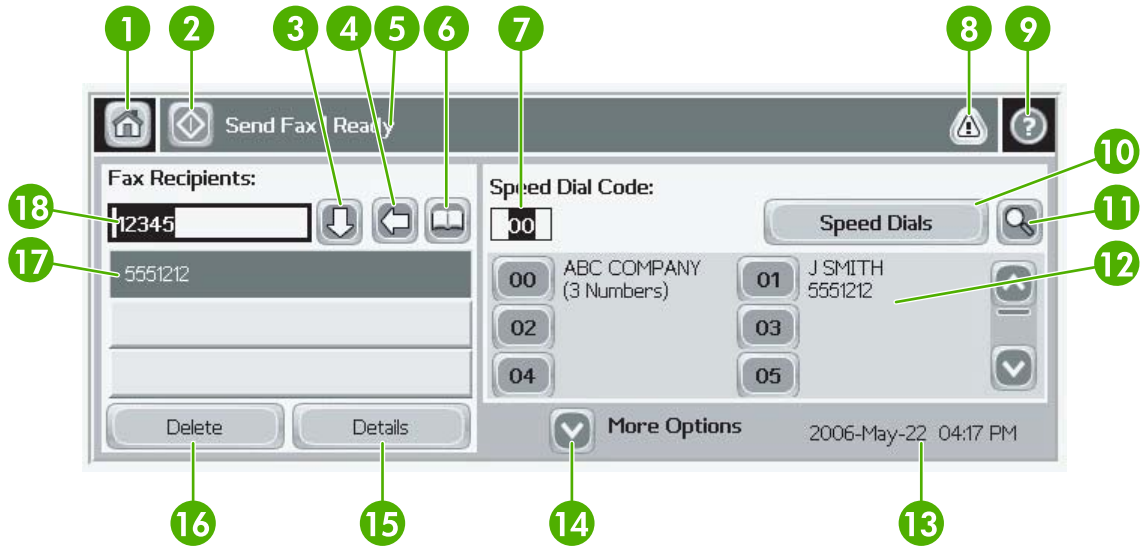 1 2 3 4 5 6 7 8 9
Send Fax | Ready
?
10
Fax Recipients:
Speed Dial Code:
18
12345
00
Speed Dials
11
17
5551212
00 ABC COMPANY
(3 Numbers)
01 J SMITH
5551212
12
02
03
04
05
Delete
Details
More Options
2006-May-22 04:17 PM
16 15 14 13